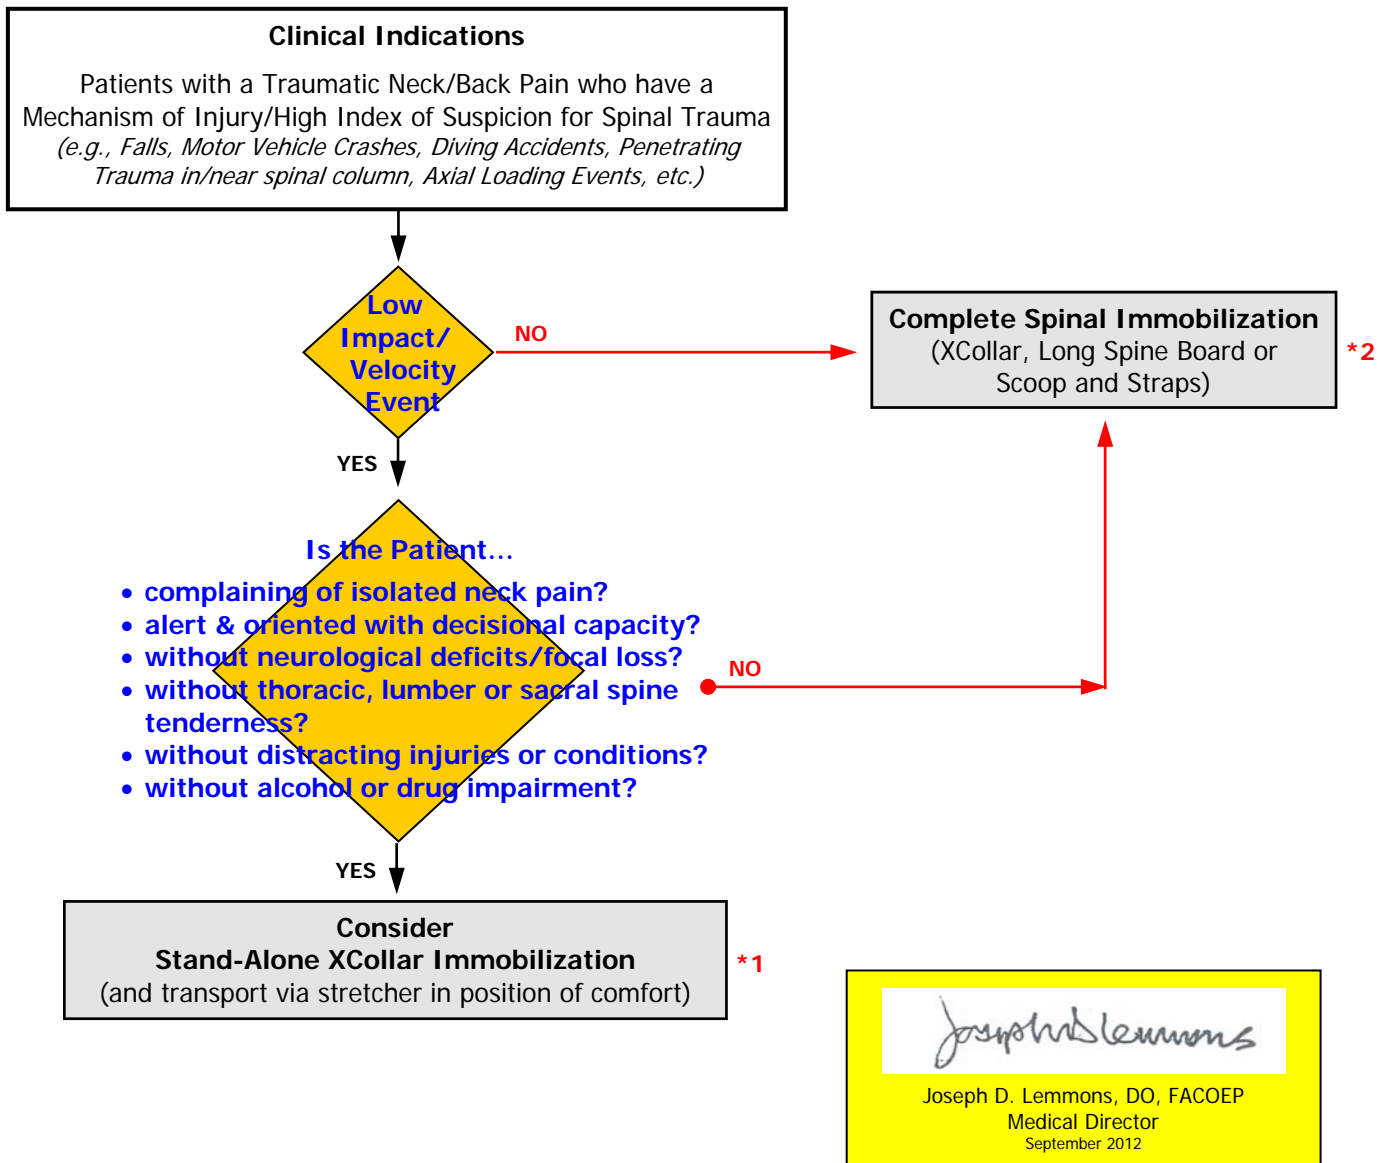 Clinical Indications
Patients with a Traumatic Neck/Back Pain who have a
Mechanism of Injury/High Index of Suspicion for Spinal Trauma
(e.g., Falls, Motor Vehicle Crashes, Diving Accidents, Penetrating
Trauma in/near spinal column, Axial Loading Events, etc.)
Low
Impact/
Velocity
Event
NO
Complete Spinal Immobilization
(XCollar, Long Spine Board or
Scoop and Straps)
*2
YES
Is the Patient...
• complaining of isolated neck pain?
• alert & oriented with decisional capacity?
• without neurological deficits/focal loss?
• without thoracic, lumber or sacral spine
tenderness?
• without distracting injuries or conditions?
• without alcohol or drug impairment?
NO
YES
Consider
Stand-Alone XCollar Immobilization
(and transport via stretcher in position of comfort)
*1
Joseph D Lemmons
Joseph D. Lemmons, DO, FACOEP
Medical Director
September 2012